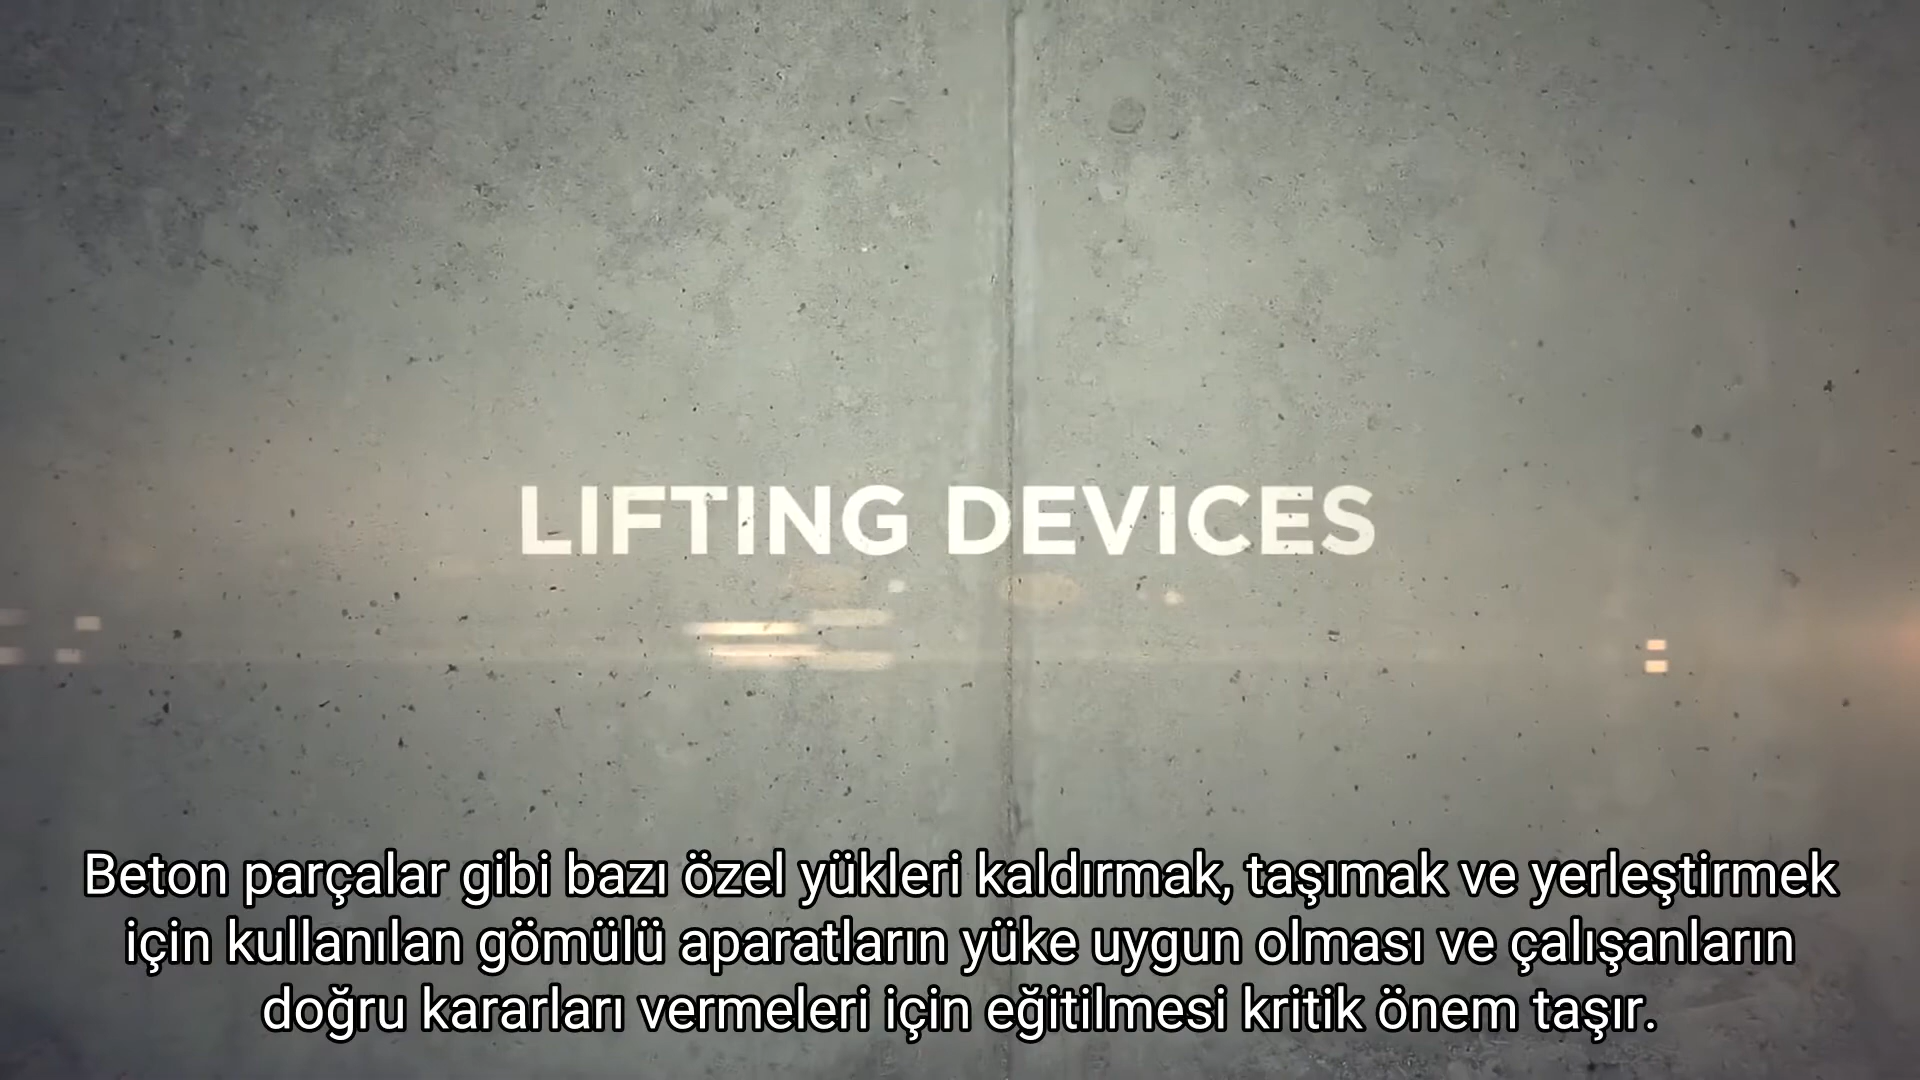 LIFTING DEVICES
Beton parçalar gibi bazı özel yükleri kaldırmak, taşımak ve yerleştirmek
için kullanılan gömülü aparatların yüke uygun olması ve çalışanların
doğru kararları vermeleri için eğitilmesi kritik önem taşır.